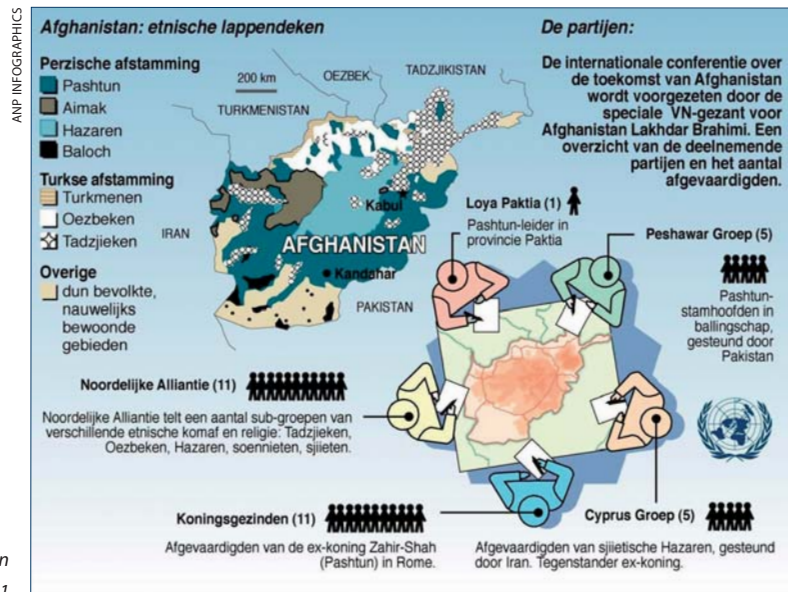 ANP INFOGRAPHICS
Afghanistan: etnische lappendeken
Perzische afstamming
Pashtun
Aimak
Hazaren
Baloch
Turkse afstamming
Turkmenen
Oezbeken
Tadzjieken
Overige
dun bevolkte,
nauwelijks
bewoonde
gebieden
200 km
OEZBEK.
TADZJIKISTAN
TURKMENISTAN
IRAN
Kabul
AFGHANISTAN
Kandahar
PAKISTAN
De partijen:
De internationale conferentie over
de toekomst van Afghanistan
wordt voorgezeten door de
speciale VN-gezant voor
Afghanistan Lakhdar Brahimi. Een
overzicht van de deelnemende
partijen en het aantal
afgevaardigden.
Loya Paktia (1)
Pashtun-leider in
provincie Paktia
Peshawar Groep (5)
Pashtun-
stamhoofden in
ballingschap,
gesteund door
Pakistan
Noordelijke Alliantie (11)
Noordelijke Alliantie telt een aantal sub-groepen van
verschillende etnische komaf en religie: Tadzjieken,
Oezbeken, Hazaren, soennieten, sjiieten.
Koningsgezinden (11)
Afgevaardigden van de ex-koning Zahir-Shah
(Pashtun) in Rome.
Cyprus Groep (5)
Afgevaardigden van sjiietische Hazaren, gesteund
door Iran. Tegenstander ex-koning.
n
1